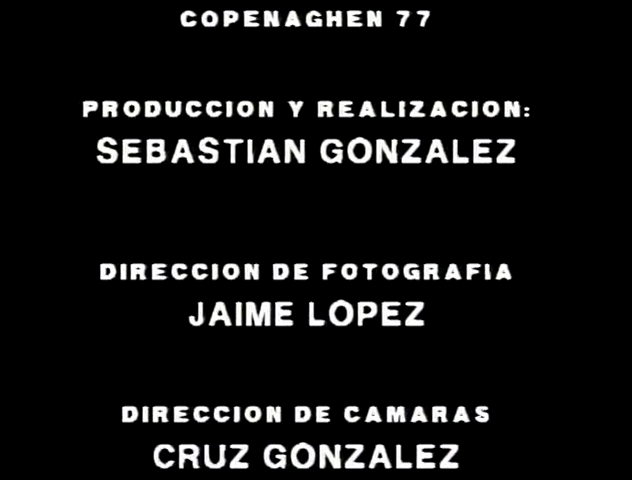 COPENAGHEN 77
PRODUCCION Y REALIZACION:
SEBASTIAN GONZALEZ
DIRECCION DE FOTOGRAFIA
JAIME LOPEZ
DIRECCION DE CAMARAS
CRUZ GONZALEZ